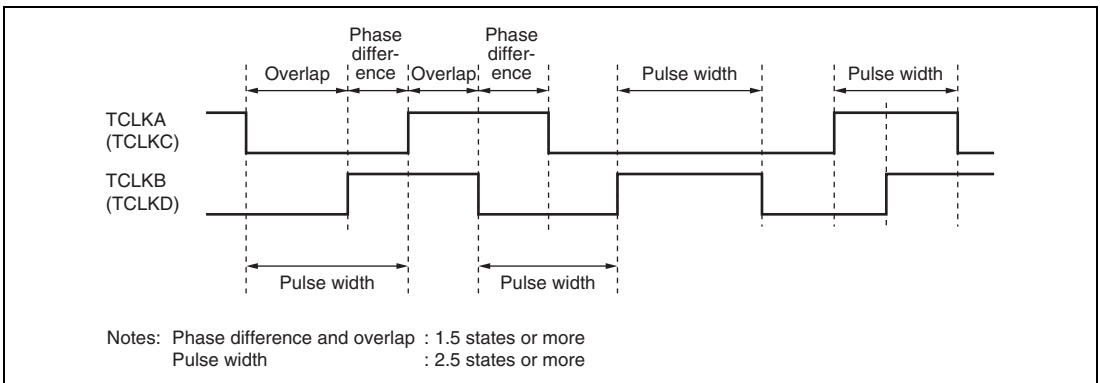 Phase
differ-
ence
Phase
differ-
ence
Overlap
Overlap
Pulse width
Pulse width
TCLKA
(TCLKC)
TCLKB
(TCLKD)
Pulse width
Pulse width
Notes: Phase difference and overlap : 1.5 states or more
Pulse width : 2.5 states or more